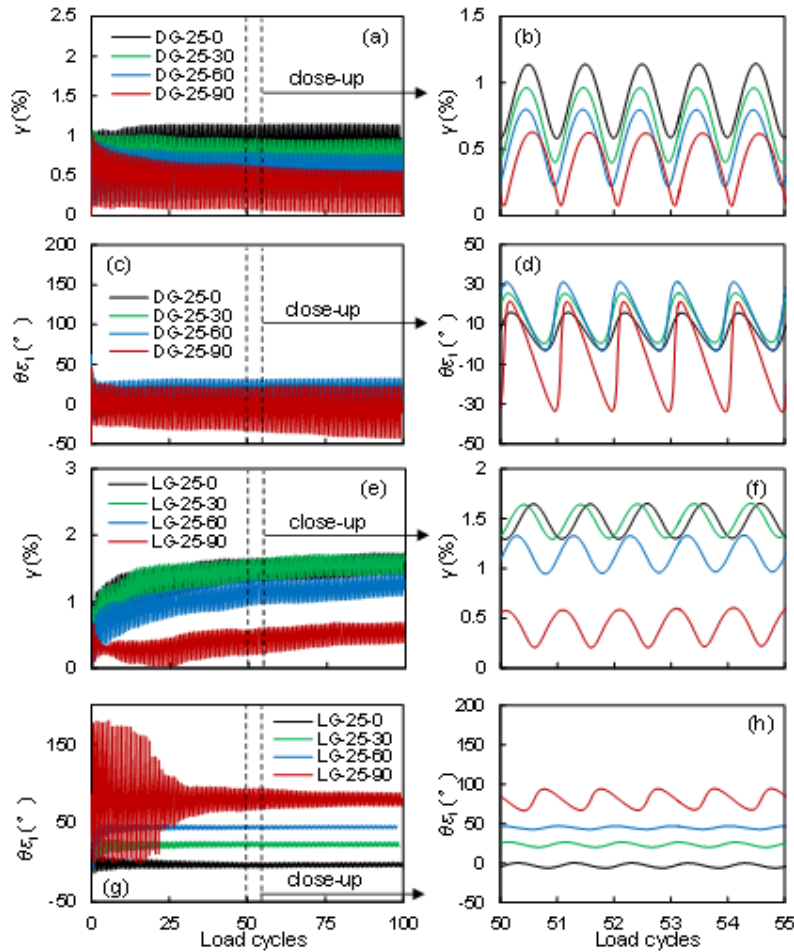 2.5
2
1.5
1
0.5
0
γ(%)
DG-25-0
DG-25-30
DG-25-60
DG-25-90
(a)
close-up
1.5
1
0.5
0
γ(%)
(b)
200
150
100
50
0
-50
θε₁(°)
(c)
DG-25-0
DG-25-30
DG-25-60
DG-25-90
close-up
50
30
10
-10
-30
-50
θε₁(°)
(d)
3
2
1
0
γ(%)
LG-25-0
LG-25-30
LG-25-60
LG-25-90
(e)
close-up
2
1.5
1
0.5
0
γ(%)
(f)
150
50
-50
θε₁(°)
LG-25-0
LG-25-30
LG-25-60
LG-25-90
(g)
close-up
0 25 50 75 100
Load cycles
200
150
100
50
0
-50
θε₁(°)
(h)
50 51 52 53 54 55
Load cycles